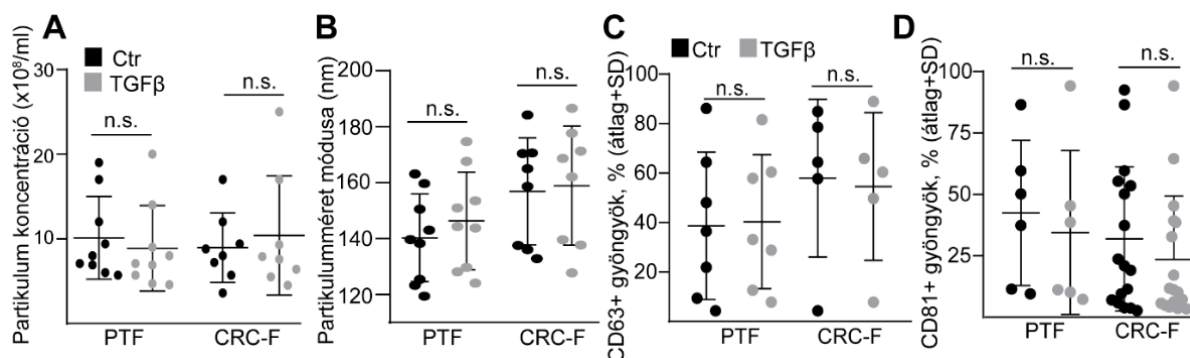 A
Partikulum koncentráció (x10⁸/ml)
Ctr
TGFβ
30
20
10
n.s.
n.s.
PTF
CRC-F
B
Partikulumméret módusa (nm)
200
180
160
140
120
n.s.
n.s.
PTF
CRC-F
C
Ctr
TGFβ
CD63+ gyöngyök, % (átlag+SD)
100
80
60
40
20
n.s.
n.s.
PTF
CRC-F
D
CD81+ gyöngyök, % (átlag+SD)
100
75
50
25
n.s.
n.s.
PTF
CRC-F